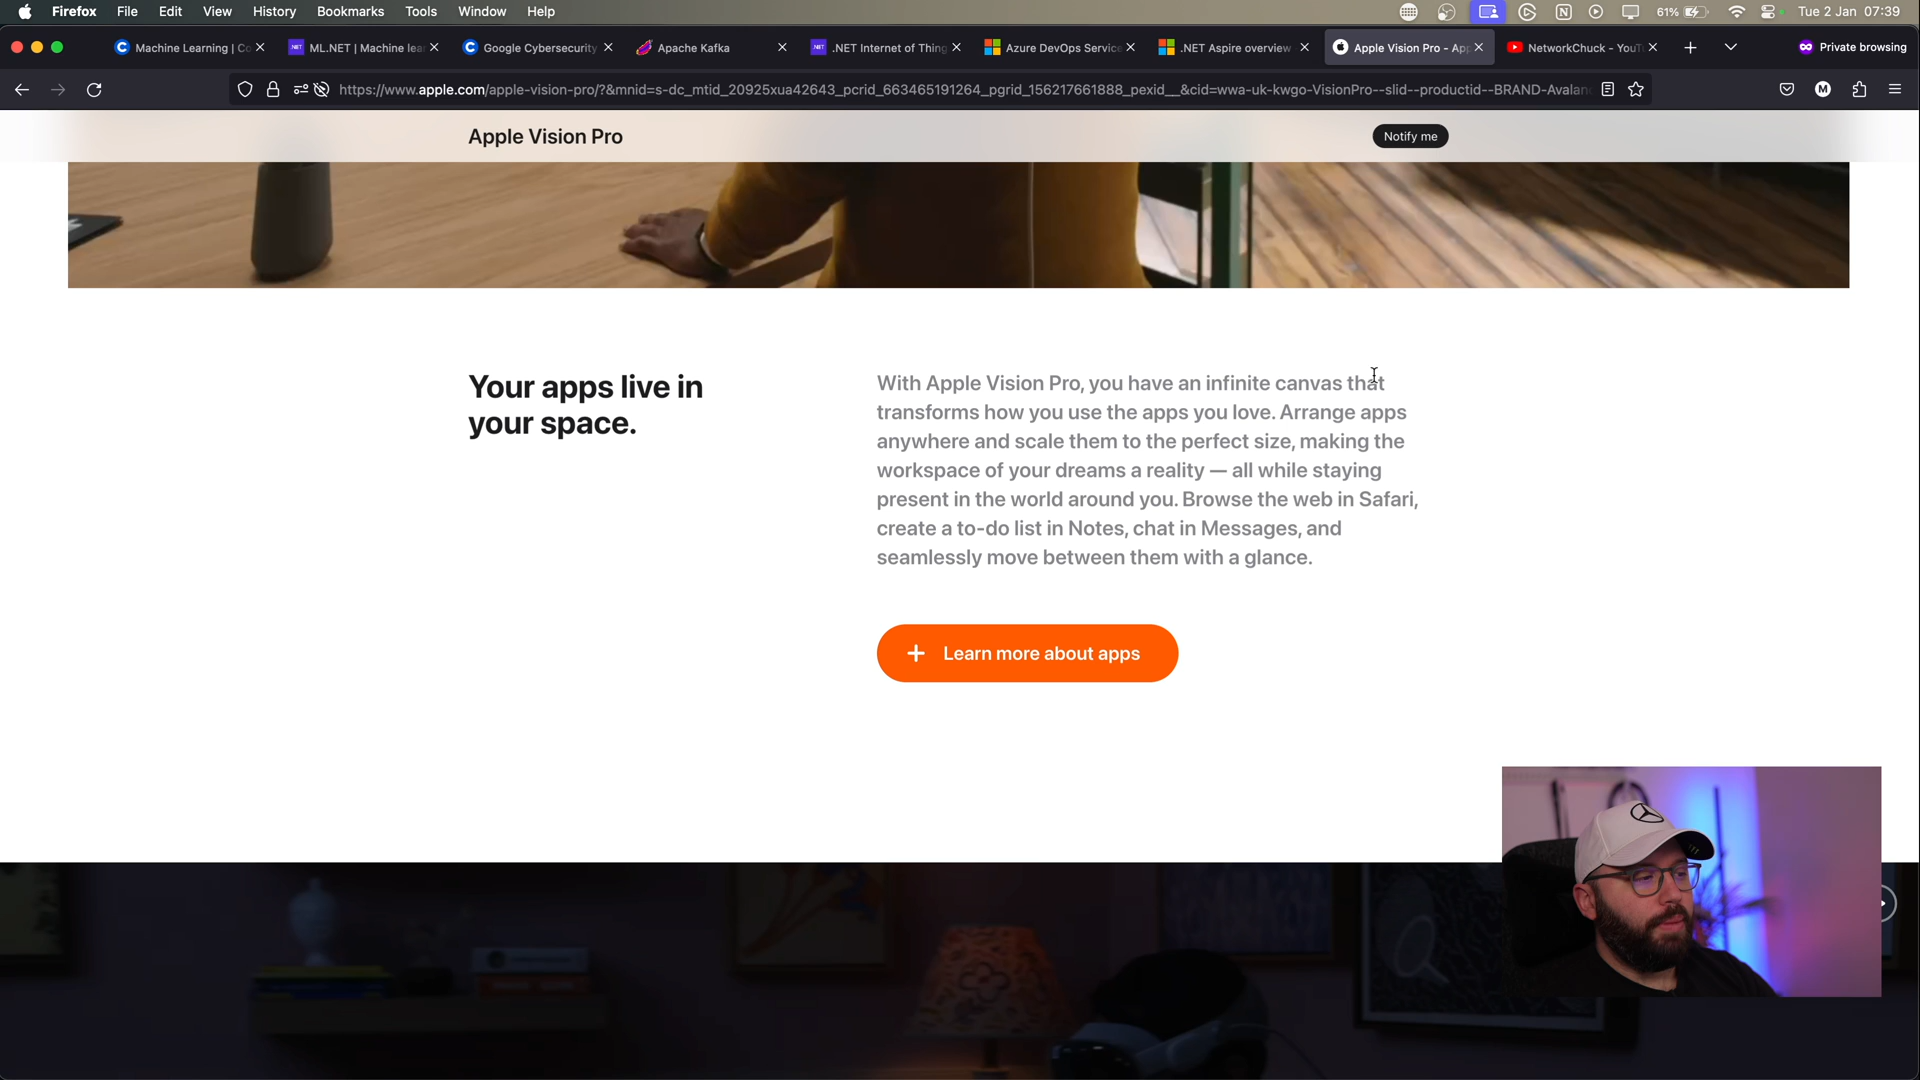 Firefox File Edit View History Bookmarks Tools Window Help 61% Tue 2 Jan 07:39
Machine Learning | Co ML.NET | Machine lea Google Cybersecurity Apache Kafka .NET Internet of Thing Azure DevOps Service .NET Aspire overview Apple Vision Pro - Ap NetworkChuck - YouT Private browsing
https://www.apple.com/apple-vision-pro/?&mnid=s-dc_mtid_20925xua42643_pcrid_663465191264_pgrid_156217661888_pexid__&cid=wwa-uk-kwgo-VisionPro--slid--productid--BRAND-Avalan
Apple Vision Pro Notify me
Your apps live in
your space.
With Apple Vision Pro, you have an infinite canvas that
transforms how you use the apps you love. Arrange apps
anywhere and scale them to the perfect size, making the
workspace of your dreams a reality — all while staying
present in the world around you. Browse the web in Safari,
create a to-do list in Notes, chat in Messages, and
seamlessly move between them with a glance.
+ Learn more about apps